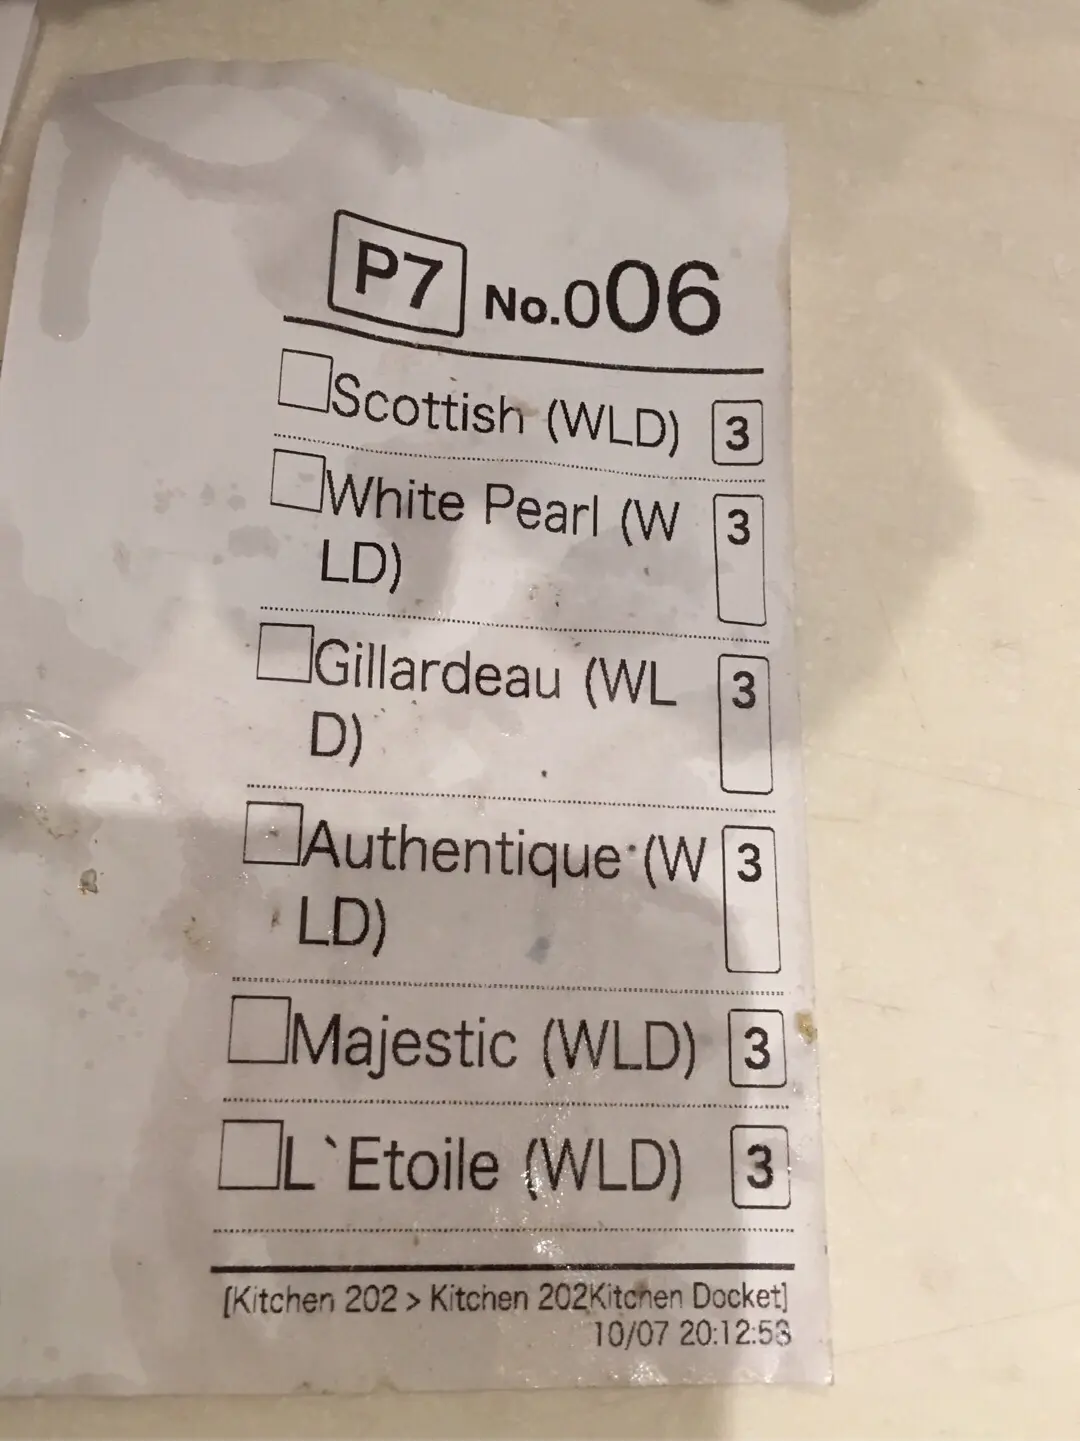 P7 No.006
Scottish (WLD) 3
White Pearl (W 3
LD)
Gillardeau (WL 3
D)
Authentique (W 3
LD)
Majestic (WLD) 3
L`Etoile (WLD) 3
[Kitchen 202 > Kitchen 202Kitchen Docket]
10/07 20:12:53